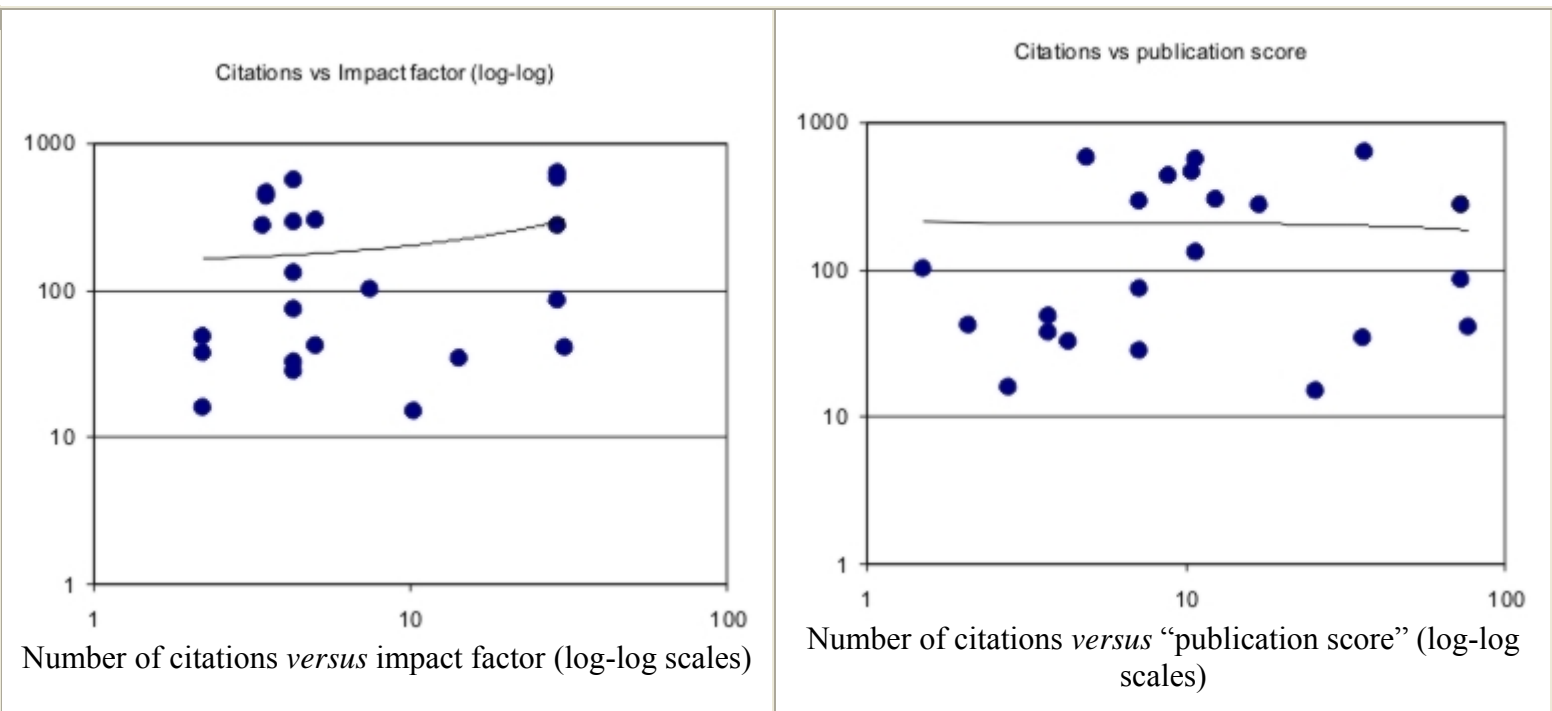 Citations vs Impact factor (log-log)
1000
100
10
1
1
10
100
Number of citations versus impact factor (log-log scales)
Citations vs publication score
1000
100
10
1
1
10
100
Number of citations versus “publication score” (log-log
scales)